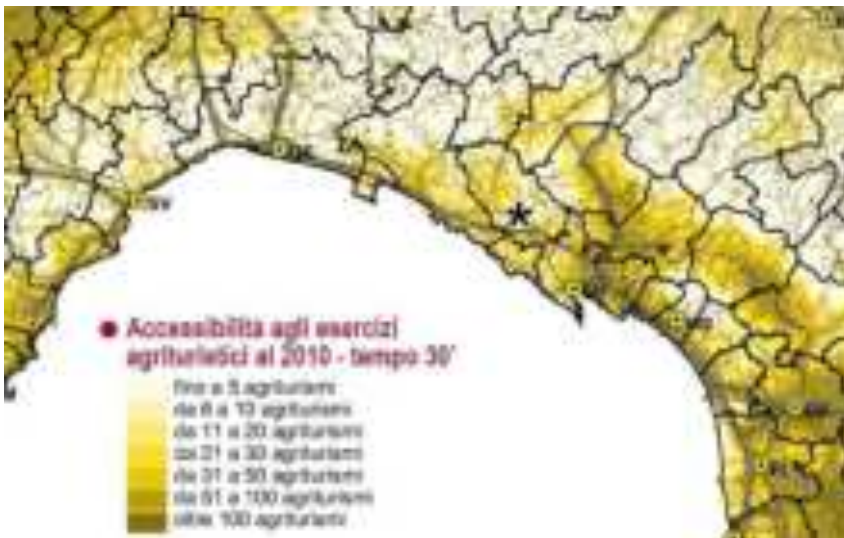 SV
Accessibilità agli esercizi
agrituristici al 2010 - tempo 30'
fino a 5 agriturismi
da 6 a 10 agriturismi
da 11 a 20 agriturismi
da 21 a 30 agriturismi
da 31 a 50 agriturismi
da 51 a 100 agriturismi
oltre 100 agriturismi